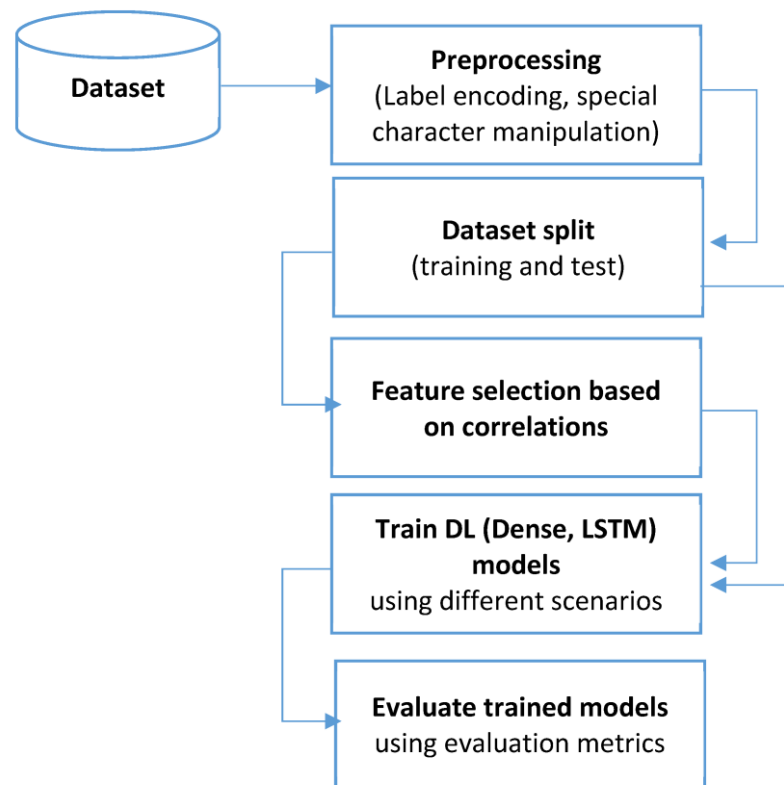 Dataset
Preprocessing
(Label encoding, special
character manipulation)
Dataset split
(training and test)
Feature selection based
on correlations
Train DL (Dense, LSTM)
models
using different scenarios
Evaluate trained models
using evaluation metrics